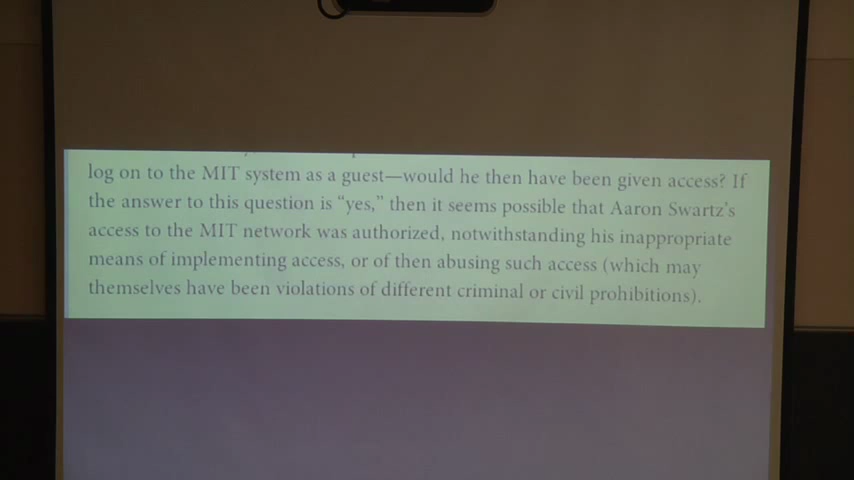 log on to the MIT system as a guest—would he then have been given access? If
the answer to this question is “yes,” then it seems possible that Aaron Swartz’s
access to the MIT network was authorized, notwithstanding his inappropriate
means of implementing access, or of then abusing such access (which may
themselves have been violations of different criminal or civil prohibitions).